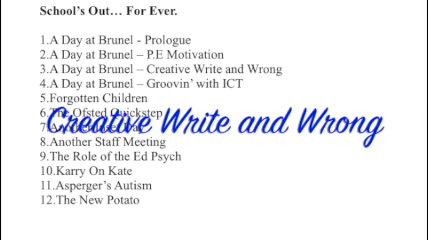 School’s Out… For Ever.
1.A Day at Brunel - Prologue
2.A Day at Brunel – P.E Motivation
3.A Day at Brunel – Creative Write and Wrong
4.A Day at Brunel – Groovin’ with ICT
5.Forgotten Children
6.The Ofsted Quickstep
Creative Write and Wrong
7.
8.Another Staff Meeting
9.The Role of the Ed Psych
10.Karry On Kate
11.Asperger’s Autism
12.The New Potato